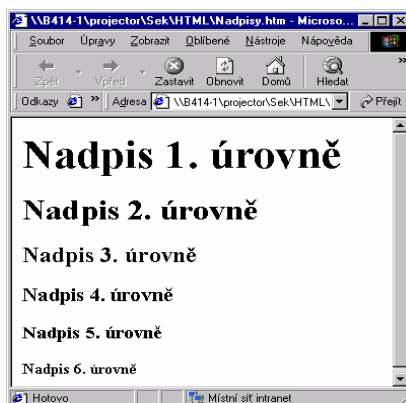 \\B414-1\projector\Sek\HTML\Nadpisy.htm - Microso...
Soubor Úpravy Zobrazit Oblíbené Nástroje Nápověda
Zpět Vpřed Zastavit Obnovit Domů Hledat »
Odkazy » Adresa \\B414-1\projector\Sek\HTML\ Přejít
Nadpis 1. úrovně
Nadpis 2. úrovně
Nadpis 3. úrovně
Nadpis 4. úrovně
Nadpis 5. úrovně
Nadpis 6. úrovně
Hotovo Místní síť intranet